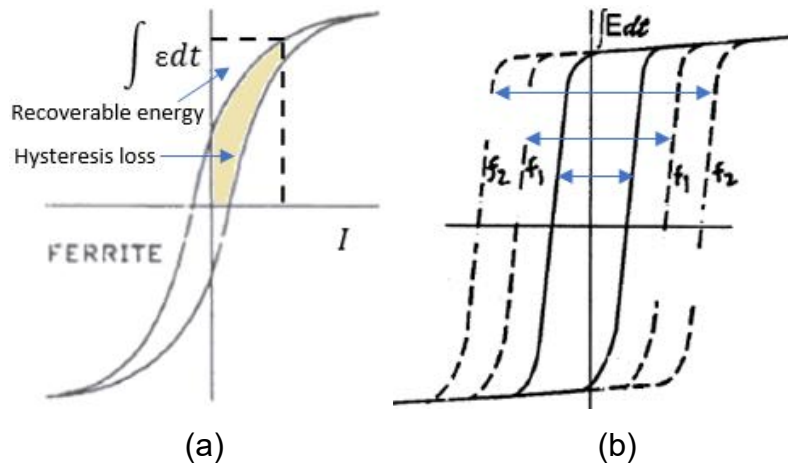 ∫ εdt
Recoverable energy
Hysteresis loss
FERRITE
I
(a)
∫Edt
f₂ f₁ f₁ f₂
(b)